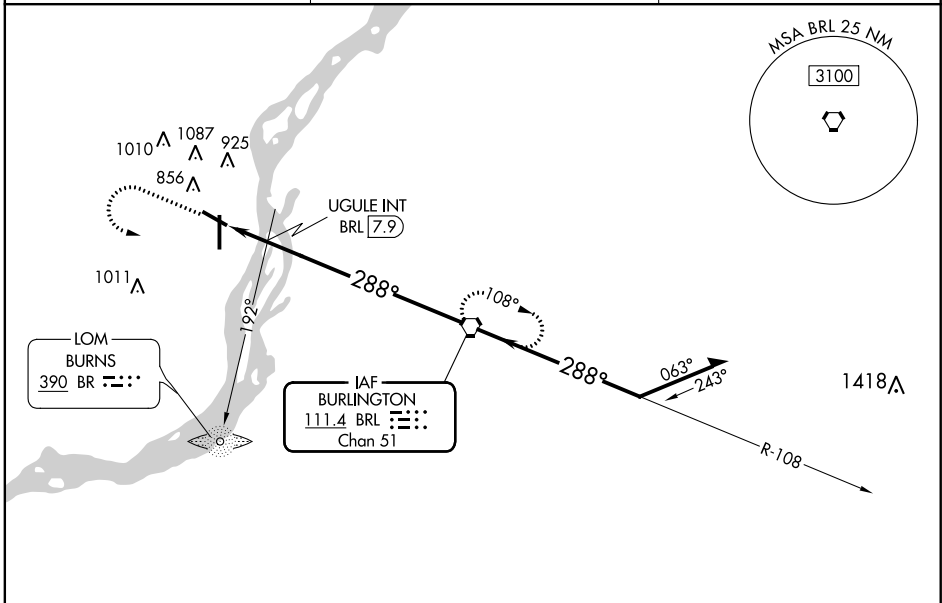 MSA BRL 25 NM
3100
1010
1087
925
856
UGULE INT
BRL 7.9
1011
288°
108°
192°
LOM
BURNS
390 BR
IAF
BURLINGTON
111.4 BRL
Chan 51
288°
063°
243°
1418
R-108